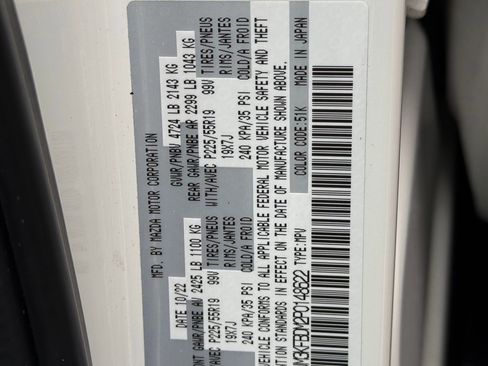 MFD. BY MAZDA MOTOR CORPORATION
DATE 10/22 GVWR/PNBV 4724 LB 2143 KG
GAWR/PNBE AV 2425 LB 1100 KG REAR GAWR/PNBE AR 2299 LB 1043 KG
WITH/AVEC P225/55R19 99V TIRES/PNEUS WITH/AVEC P225/55R19 99V TIRES/PNEUS
19X7J RIMS/JANTES 19X7J RIMS/JANTES
240 KPA/35 PSI COLD/A FROID 240 KPA/35 PSI COLD/A FROID
VEHICLE CONFORMS TO ALL APPLICABLE FEDERAL MOTOR VEHICLE SAFETY AND THEFT
STANDARDS IN EFFECT ON THE DATE OF MANUFACTURE SHOWN ABOVE.
TYPE: MPV COLOR CODE:51K MADE IN JAPAN